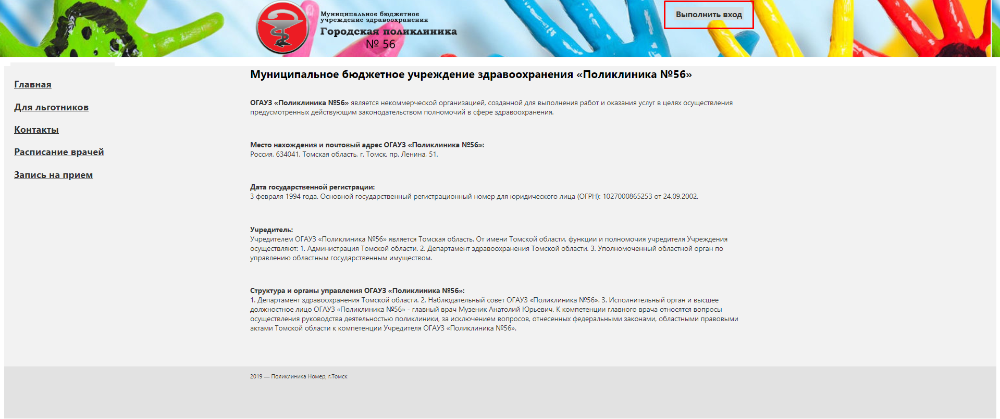 Муниципальное бюджетное
учреждение здравоохранения
Городская поликлиника
№ 56
Выполнить вход
Главная
Для льготников
Контакты
Расписание врачей
Запись на прием
Муниципальное бюджетное учреждение здравоохранения «Поликлиника №56»
ОГАУЗ «Поликлиника №56» является некоммерческой организацией, созданной для выполнения работ и оказания услуг в целях осуществления
предусмотренных действующим законодательством полномочий в сфере здравоохранения.
Место нахождения и почтовый адрес ОГАУЗ «Поликлиника №56»:
Россия, 634041, Томская область, г. Томск, пр. Ленина, 51.
Дата государственной регистрации:
3 февраля 1994 года. Основной государственный регистрационный номер для юридического лица (ОГРН): 1027000865253 от 24.09.2002.
Учредитель:
Учредителем ОГАУЗ «Поликлиника №56» является Томская область. От имени Томской области, функции и полномочия учредителя Учреждения
осуществляют: 1. Администрация Томской области. 2. Департамент здравоохранения Томской области. 3. Уполномоченный областной орган по
управлению областным государственным имуществом.
Структура и органы управления ОГАУЗ «Поликлиника №56»:
1. Департамент здравоохранения Томской области. 2. Наблюдательный совет ОГАУЗ «Поликлиника №56». 3. Исполнительный орган и высшее
должностное лицо ОГАУЗ «Поликлиника №56» - главный врач Музеник Анатолий Юрьевич. К компетенции главного врача относятся вопросы
осуществления руководства деятельностью поликлиники, за исключением вопросов, отнесенных федеральными законами, областными правовыми
актами Томской области к компетенции Учредителя ОГАУЗ «Поликлиника №56».
2019 — Поликлиника Номер, г.Томск